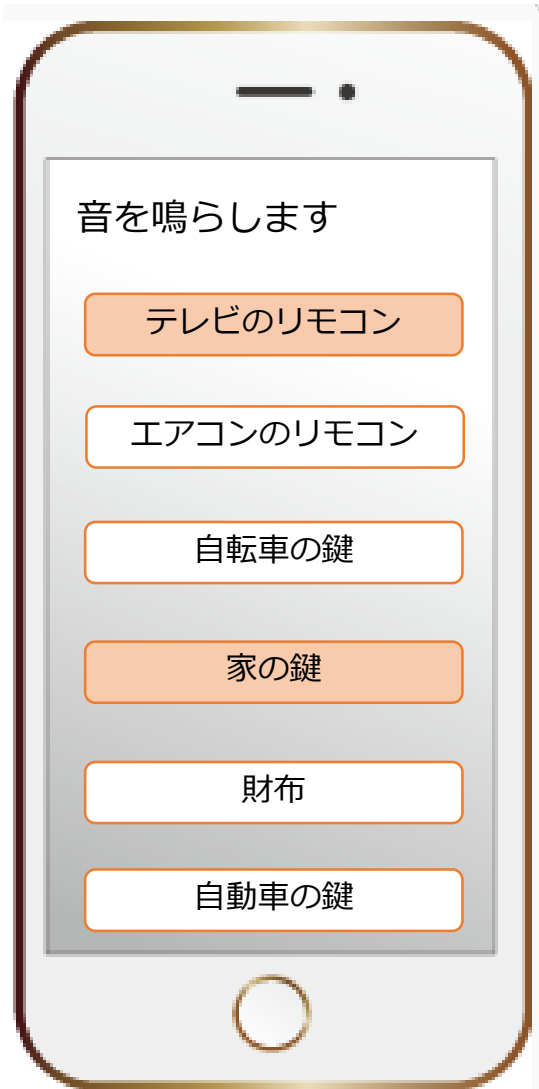 音を鳴らします
テレビのリモコン
エアコンのリモコン
自転車の鍵
家の鍵
財布
自動車の鍵